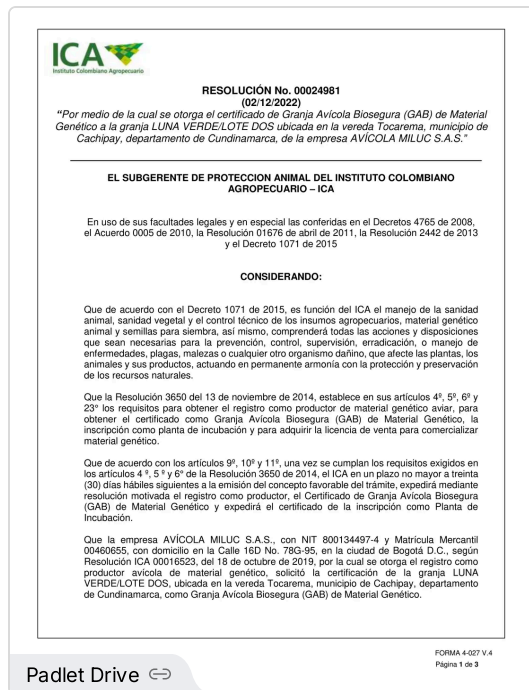 ICA
Instituto Colombiano Agropecuario
RESOLUCIÓN No. 00024981
(02/12/2022)
“Por medio de la cual se otorga el certificado de Granja Avícola Biosegura (GAB) de Material
Genético a la granja LUNA VERDE/LOTE DOS ubicada en la vereda Tocarema, municipio de
Cachipay, departamento de Cundinamarca, de la empresa AVÍCOLA MILUC S.A.S.”
EL SUBGERENTE DE PROTECCION ANIMAL DEL INSTITUTO COLOMBIANO
AGROPECUARIO – ICA
En uso de sus facultades legales y en especial las conferidas en el Decretos 4765 de 2008,
el Acuerdo 0005 de 2010, la Resolución 01676 de abril de 2011, la Resolución 2442 de 2013
y el Decreto 1071 de 2015
CONSIDERANDO:
Que de acuerdo con el Decreto 1071 de 2015, es función del ICA el manejo de la sanidad
animal, sanidad vegetal y el control técnico de los insumos agropecuarios, material genético
animal y semillas para siembra, así mismo, comprenderá todas las acciones y disposiciones
que sean necesarias para la prevención, control, supervisión, erradicación, o manejo de
enfermedades, plagas, malezas o cualquier otro organismo dañino, que afecte las plantas, los
animales y sus productos, actuando en permanente armonía con la protección y preservación
de los recursos naturales.
Que la Resolución 3650 del 13 de noviembre de 2014, establece en sus artículos 4º, 5º, 6º y
23° los requisitos para obtener el registro como productor de material genético aviar, para
obtener el certificado como Granja Avícola Biosegura (GAB) de Material Genético, la
inscripción como planta de incubación y para adquirir la licencia de venta para comercializar
material genético.
Que de acuerdo con los artículos 9º, 10º y 11º, una vez se cumplan los requisitos exigidos en
los artículos 4 º, 5 º y 6° de la Resolución 3650 de 2014, el ICA en un plazo no mayor a treinta
(30) días hábiles siguientes a la emisión del concepto favorable del trámite, expedirá mediante
resolución motivada el registro como productor, el Certificado de Granja Avícola Biosegura
(GAB) de Material Genético y expedirá el certificado de la inscripción como Planta de
Incubación.
Que la empresa AVÍCOLA MILUC S.A.S., con NIT 800134497-4 y Matrícula Mercantil
00460655, con domicilio en la Calle 16D No. 78G-95, en la ciudad de Bogotá D.C., según
Resolución ICA 00016523, del 18 de octubre de 2019, por la cual se otorga el registro como
productor avícola de material genético, solicitó la certificación de la granja LUNA
VERDE/LOTE DOS, ubicada en la vereda Tocarema, municipio de Cachipay, departamento
de Cundinamarca, como Granja Avícola Biosegura (GAB) de Material Genético.
FORMA 4-027 V.4
Página 1 de 3
Padlet Drive